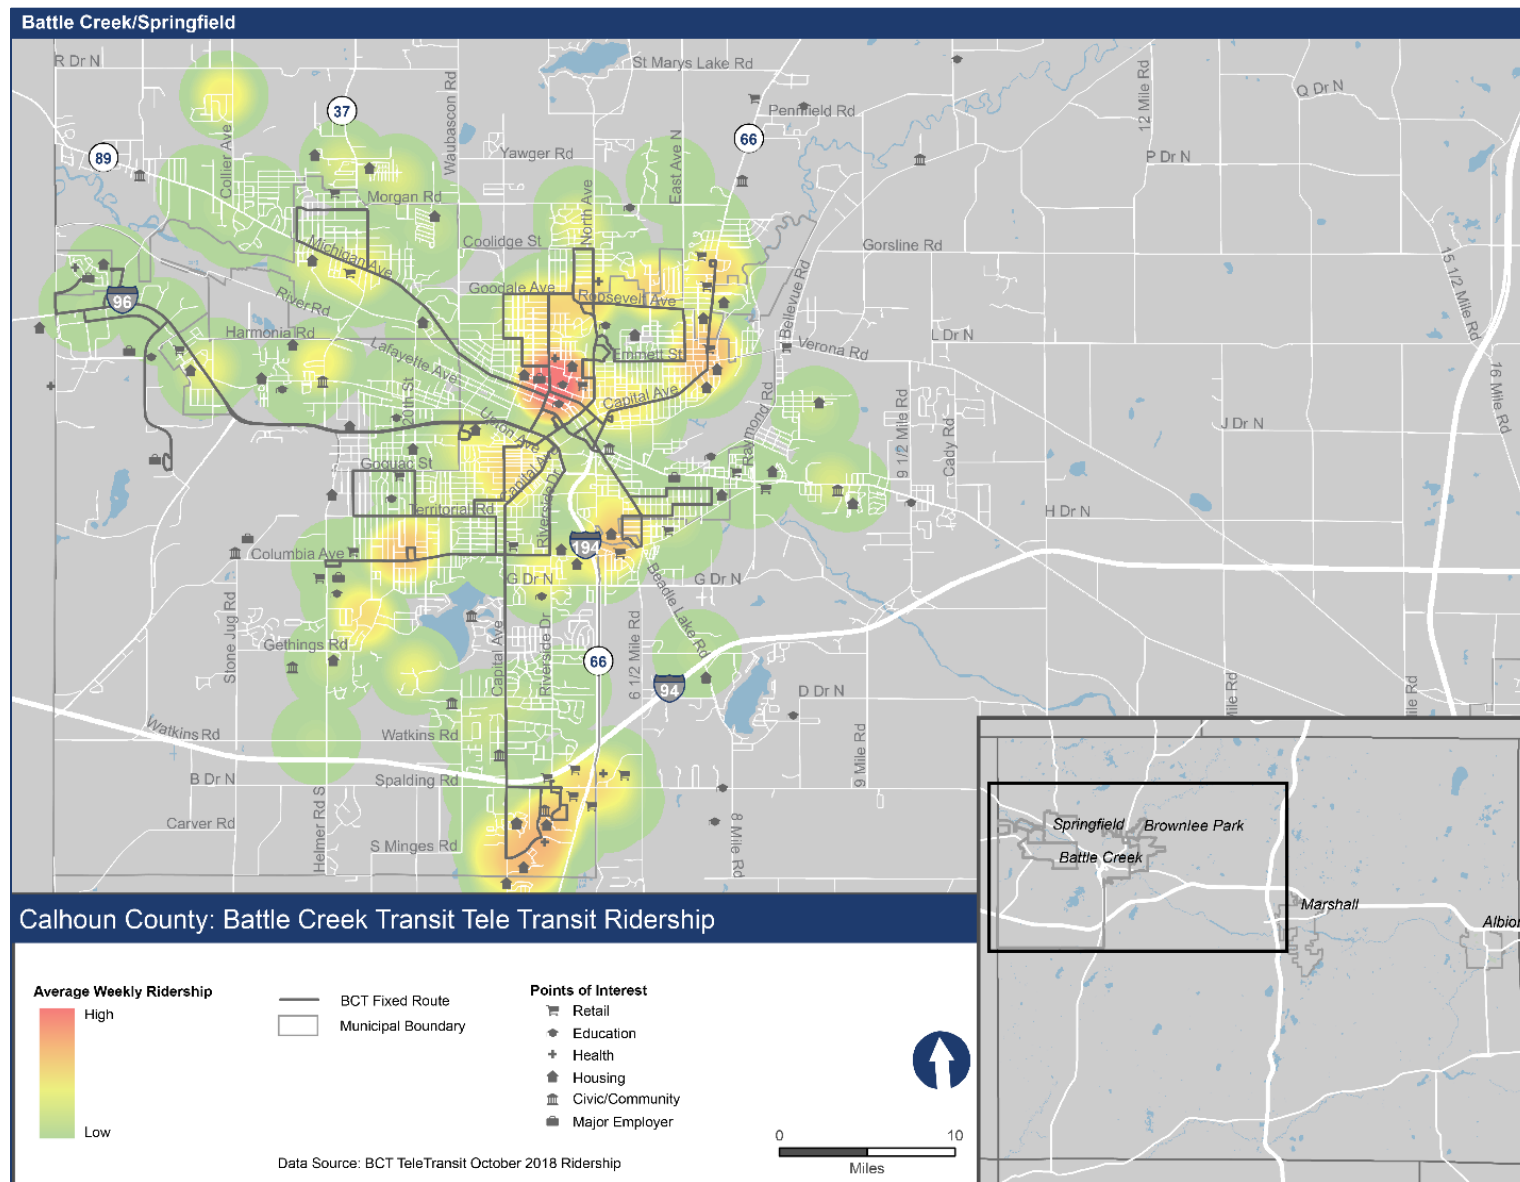 Battle Creek/Springfield
R Dr N
St Marys Lake Rd
Q Dr N
12 Mile Rd
Waubascon Rd
37
Pennfield Rd
66
Collier Ave
89
Yawger Rd
East Ave N
P Dr N
Morgan Rd
North Ave
Coolidge St
Gorsline Rd
Michigan Ave
15 1/2 Mile Rd
Goodale Ave
Roosevelt Ave
Bellevue Rd
96
River Rd
Harmonia Rd
Lafayette Ave
Emmett St
Verona Rd
L Dr N
16 Mile Rd
Capital Ave
20th St
Union Ave
Raymond Rd
9 1/2 Mile Rd
Cady Rd
J Dr N
Goguac St
Capital Ave
Territorial Rd
Riverside Dr
H Dr N
194
Columbia Ave
G Dr N
G Dr N
Stone Jug Rd
Beadle Lake Rd
Gethings Rd
Capital Ave
Riverside Dr
6 1/2 Mile Rd
66
94
D Dr N
Mile Rd
ile Rd
Watkins Rd
Watkins Rd
9 Mile Rd
B Dr N
Spalding Rd
Helmer Rd S
Carver Rd
S Minges Rd
8 Mile Rd
Springfield
Brownlee Park
Battle Creek
Marshall
Albion
Calhoun County: Battle Creek Transit Tele Transit Ridership
Average Weekly Ridership
High
Low
BCT Fixed Route
Municipal Boundary
Points of Interest
Retail
Education
Health
Housing
Civic/Community
Major Employer
0 10
Miles
Data Source: BCT TeleTransit October 2018 Ridership